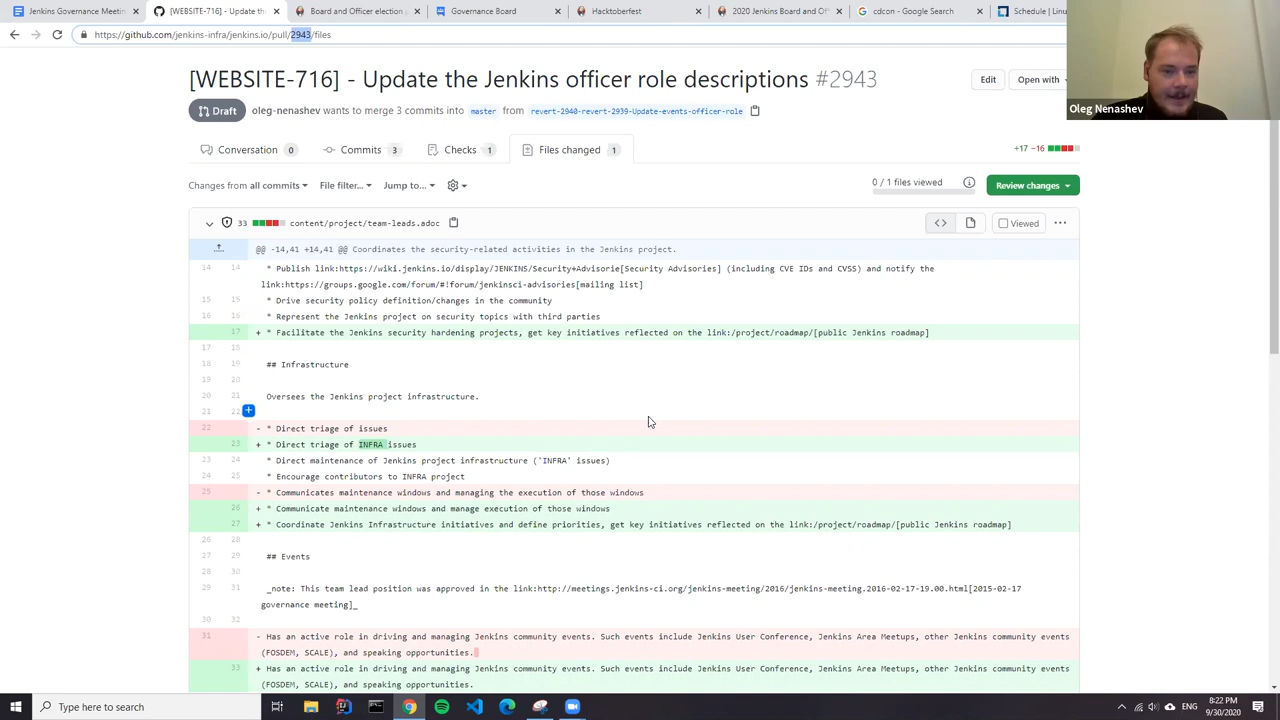 Jenkins Governance Meetin
[WEBSITE-716] - Update the
Board and Officer election
Governance Board
Hacktoberfest
2020 Jenkins Board and Of
cdcon - Google Search
Schedule | Linu
https://github.com/jenkins-infra/jenkins.io/pull/2943/files
Oleg Nenashev
[WEBSITE-716] - Update the Jenkins officer role descriptions #2943
Edit
Open with
Draft
oleg-nenashev wants to merge 3 commits into master from revert-2940-revert-2939-Update-events-officer-role
Conversation 0
Commits 3
Checks 1
Files changed 1
+17 −16
Changes from all commits
File filter...
Jump to...
0 / 1 files viewed
Review changes
33 content/project/team-leads.adoc
Viewed
@@ -14,41 +14,41 @@ Coordinates the security-related activities in the Jenkins project.
14 14 * Publish link:https://wiki.jenkins.io/display/JENKINS/Security+Advisorie[Security Advisories] (including CVE IDs and CVSS) and notify the
link:https://groups.google.com/forum/#!forum/jenkinsci-advisories[mailing list]
15 15 * Drive security policy definition/changes in the community
16 16 * Represent the Jenkins project on security topics with third parties
17 + * Facilitate the Jenkins security hardening projects, get key initiatives reflected on the link:/project/roadmap/[public Jenkins roadmap]
17 18
18 19 ## Infrastructure
19 20
20 21 Oversees the Jenkins project infrastructure.
21 22
22 - * Direct triage of issues
23 + * Direct triage of INFRA issues
23 24 * Direct maintenance of Jenkins project infrastructure ('INFRA' issues)
24 25 * Encourage contributors to INFRA project
25 - * Communicates maintenance windows and managing the execution of those windows
26 + * Communicate maintenance windows and manage execution of those windows
27 + * Coordinate Jenkins Infrastructure initiatives and define priorities, get key initiatives reflected on the link:/project/roadmap/[public Jenkins roadmap]
26 28
27 29 ## Events
28 30
29 31 _note: This team lead position was approved in the link:http://meetings.jenkins-ci.org/jenkins-meeting/2016/jenkins-meeting.2016-02-17-19.00.html[2015-02-17
governance meeting]_
30 32
31 - Has an active role in driving and managing Jenkins community events. Such events include Jenkins User Conference, Jenkins Area Meetups, other Jenkins community events
(FOSDEM, SCALE), and speaking opportunities.
33 + Has an active role in driving and managing Jenkins community events. Such events include Jenkins User Conference, Jenkins Area Meetups, other Jenkins community events
(FOSDEM, SCALE), and speaking opportunities.
Type here to search
ENG
8:22 PM
9/30/2020